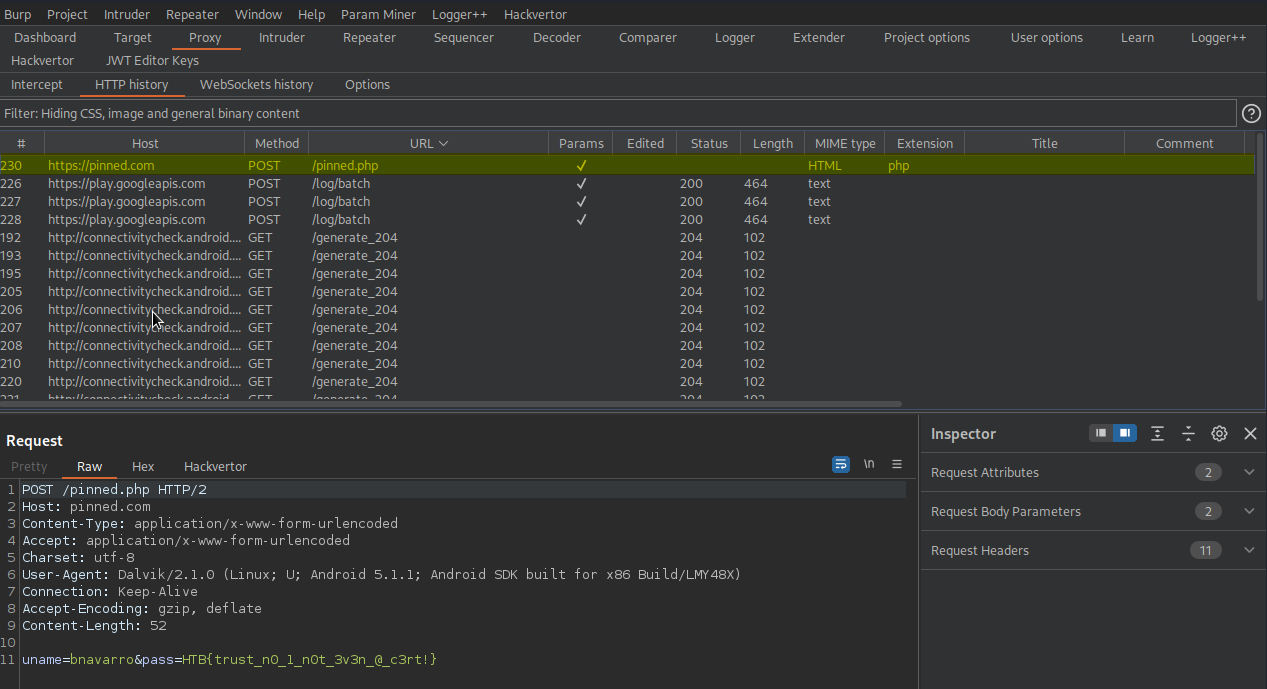 Burp Project Intruder Repeater Window Help Param Miner Logger++ Hackvertor
Dashboard Target Proxy Intruder Repeater Sequencer Decoder Comparer Logger Extender Project options User options Learn Logger++
Hackvertor JWT Editor Keys
Intercept HTTP history WebSockets history Options
Filter: Hiding CSS, image and general binary content ?
# Host Method URL Params Edited Status Length MIME type Extension Title Comment
230 https://pinned.com POST /pinned.php ✓ HTML php
226 https://play.googleapis.com POST /log/batch ✓ 200 464 text
227 https://play.googleapis.com POST /log/batch ✓ 200 464 text
228 https://play.googleapis.com POST /log/batch ✓ 200 464 text
192 http://connectivitycheck.android.... GET /generate_204 204 102
193 http://connectivitycheck.android.... GET /generate_204 204 102
195 http://connectivitycheck.android.... GET /generate_204 204 102
205 http://connectivitycheck.android.... GET /generate_204 204 102
206 http://connectivitycheck.android.... GET /generate_204 204 102
207 http://connectivitycheck.android.... GET /generate_204 204 102
208 http://connectivitycheck.android.... GET /generate_204 204 102
210 http://connectivitycheck.android.... GET /generate_204 204 102
220 http://connectivitycheck.android.... GET /generate_204 204 102
221 http://connectivitycheck.android.... GET /generate_204 204 102
Request
Pretty Raw Hex Hackvertor \n
1 POST /pinned.php HTTP/2
2 Host: pinned.com
3 Content-Type: application/x-www-form-urlencoded
4 Accept: application/x-www-form-urlencoded
5 Charset: utf-8
6 User-Agent: Dalvik/2.1.0 (Linux; U; Android 5.1.1; Android SDK built for x86 Build/LMY48X)
7 Connection: Keep-Alive
8 Accept-Encoding: gzip, deflate
9 Content-Length: 52
10
11 uname=bnavarro&pass=HTB{trust_n0_1_n0t_3v3n_@_c3rt!}
Inspector
Request Attributes 2
Request Body Parameters 2
Request Headers 11